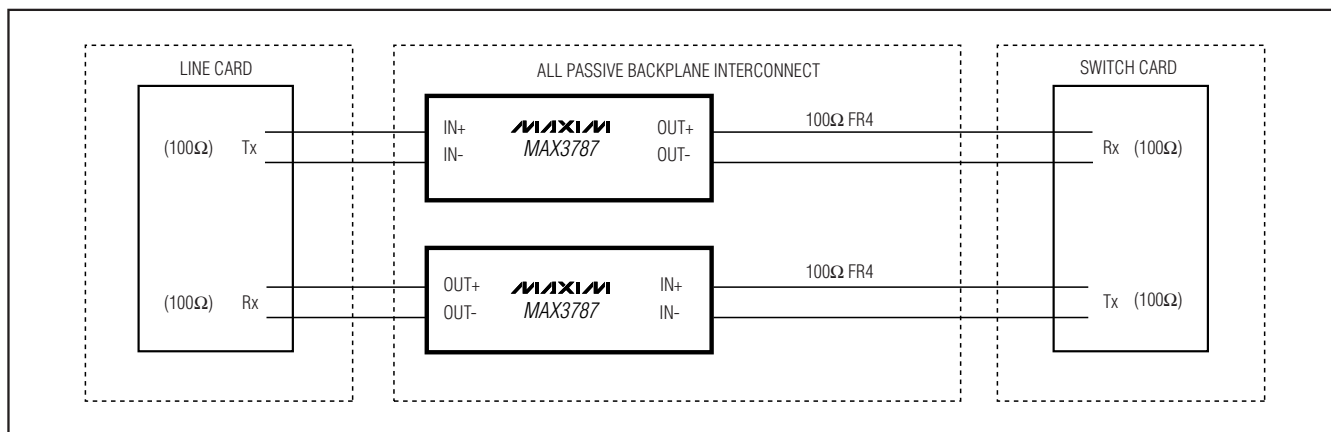 LINE CARD
ALL PASSIVE BACKPLANE INTERCONNECT
SWITCH CARD
(100Ω) Tx
IN+
IN-
MAXIM
MAX3787
OUT+
OUT-
100Ω FR4
Rx (100Ω)
(100Ω) Rx
OUT+
OUT-
MAXIM
MAX3787
IN+
IN-
100Ω FR4
Tx (100Ω)